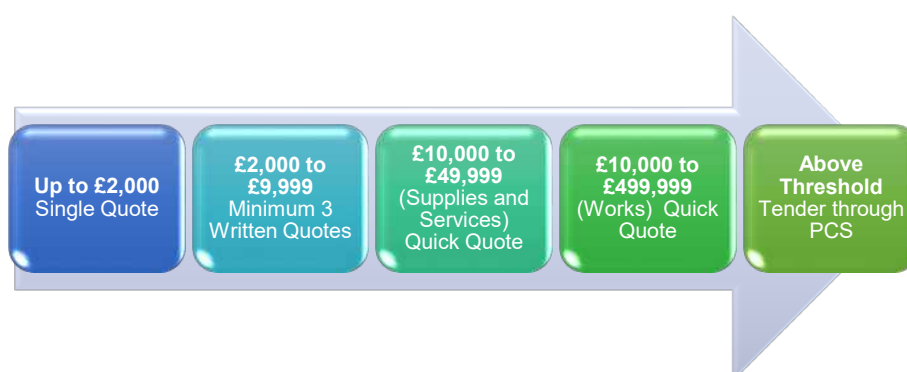 Up to £2,000
Single Quote
£2,000 to
£9,999
Minimum 3
Written Quotes
£10,000 to
£49,999
(Supplies and
Services)
Quick Quote
£10,000 to
£499,999
(Works) Quick
Quote
Above
Threshold
Tender through
PCS